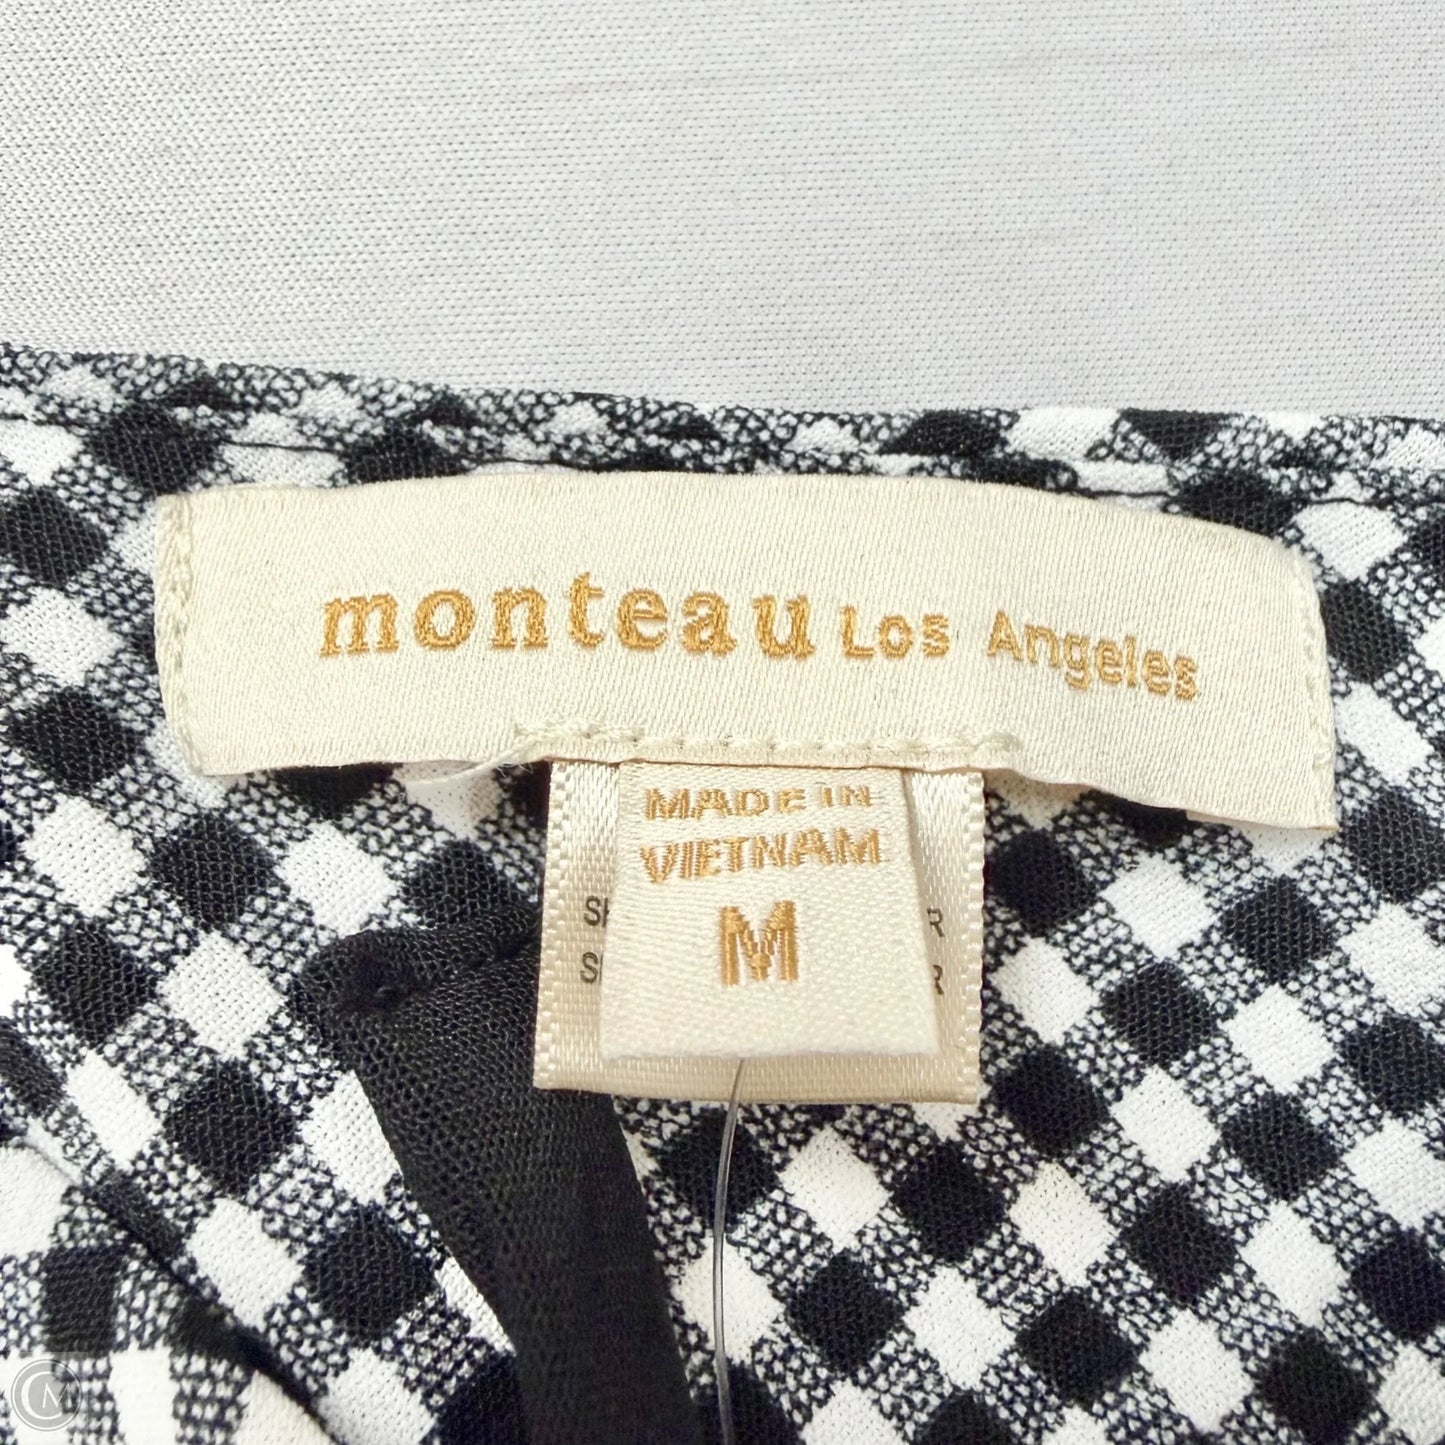 monteau Los Angeles
MADE IN
VIETNAM
M